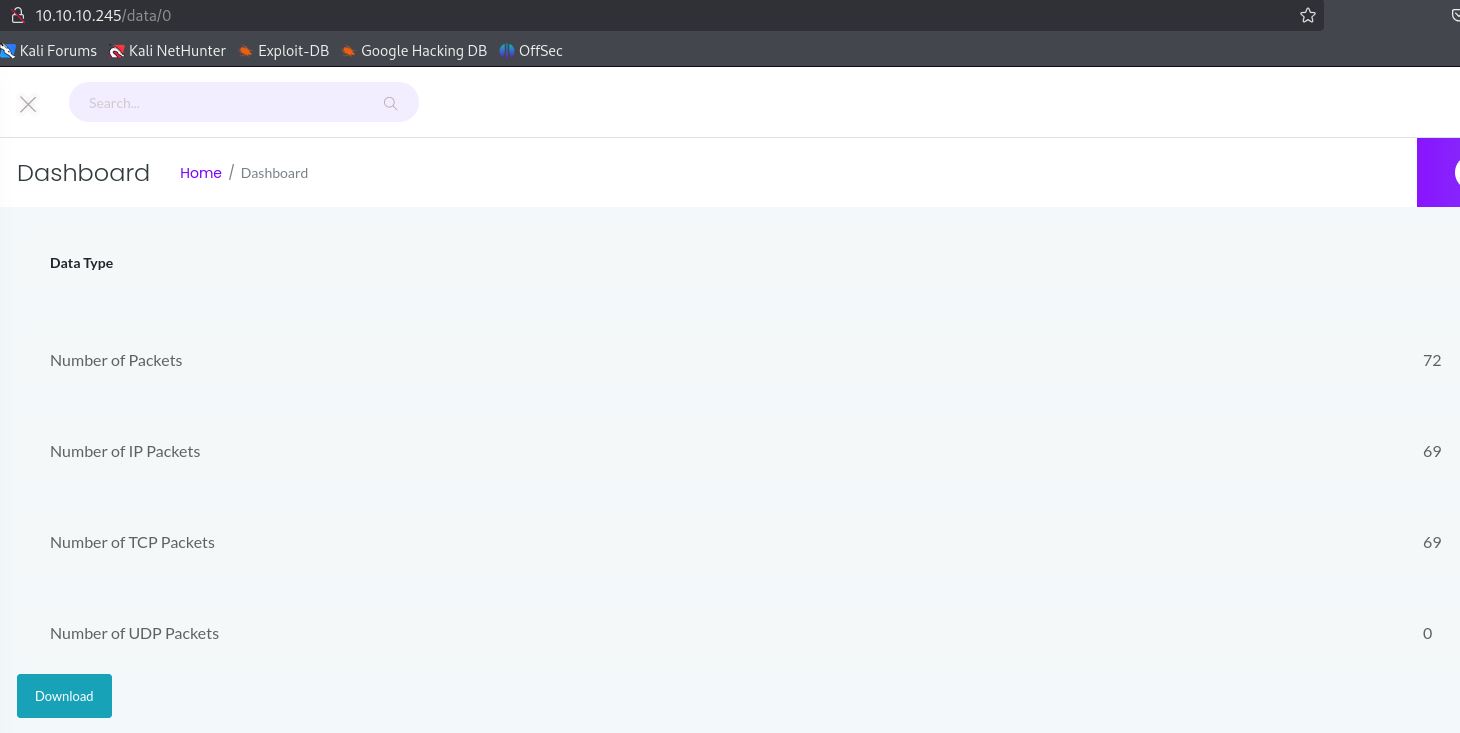 10.10.10.245/data/0
Kali Forums Kali NetHunter Exploit-DB Google Hacking DB OffSec
Search...
Dashboard Home / Dashboard
Data Type
Number of Packets 72
Number of IP Packets 69
Number of TCP Packets 69
Number of UDP Packets 0
Download